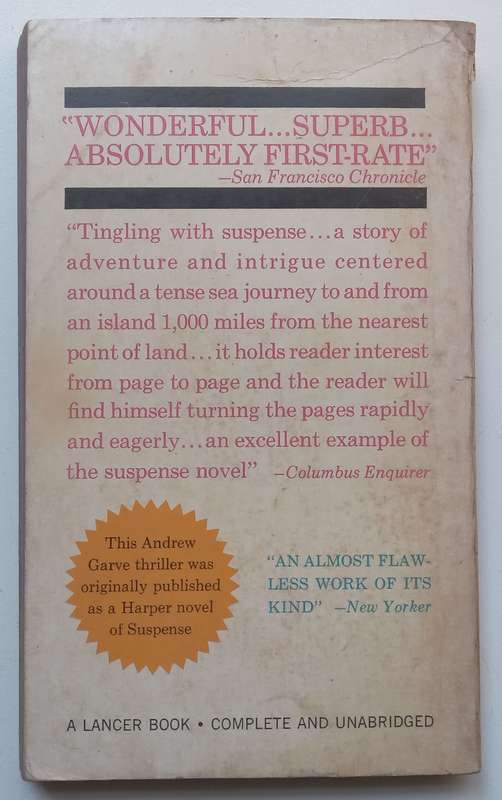 “WONDERFUL...SUPERB...
ABSOLUTELY FIRST-RATE”
—San Francisco Chronicle
“Tingling with suspense...a story of
adventure and intrigue centered
around a tense sea journey to and from
an island 1,000 miles from the nearest
point of land...it holds reader interest
from page to page and the reader will
find himself turning the pages rapidly
and eagerly...an excellent example of
the suspense novel” —Columbus Enquirer
This Andrew
Garve thriller was
originally published
as a Harper novel
of Suspense
“AN ALMOST FLAW-
LESS WORK OF ITS
KIND” —New Yorker
A LANCER BOOK • COMPLETE AND UNABRIDGED